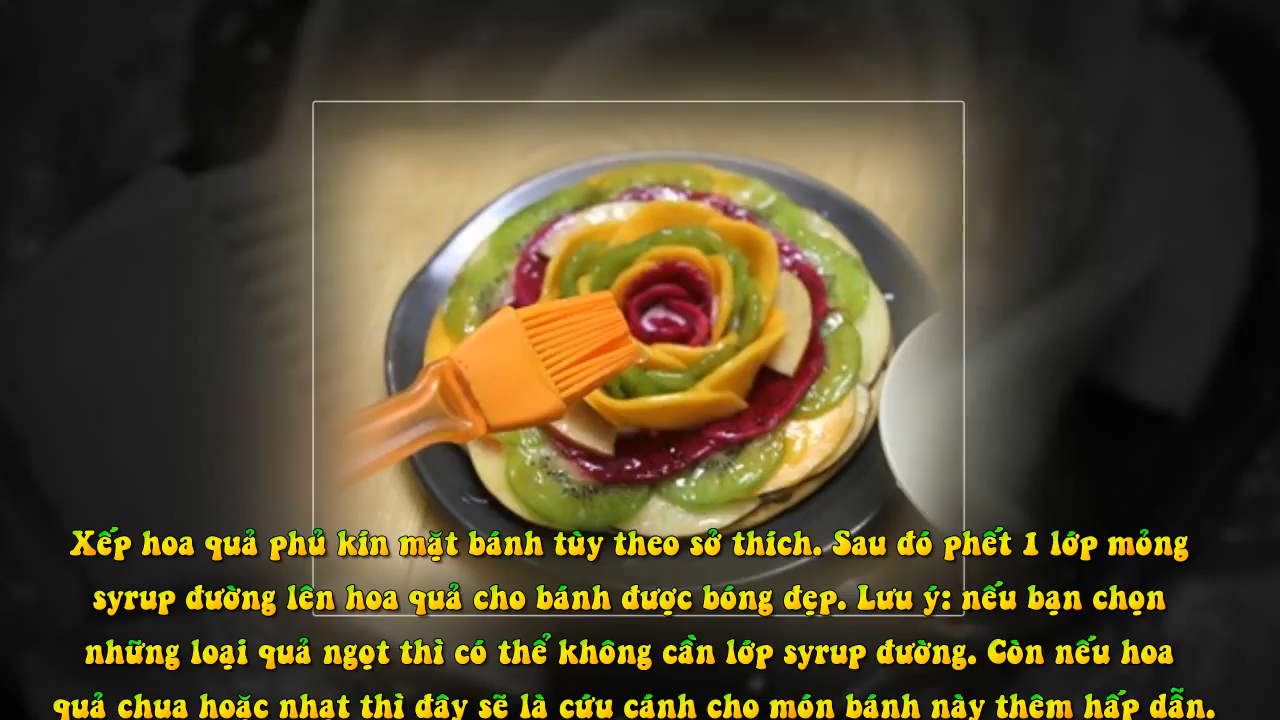 Xếp hoa quả phủ kín mặt bánh tùy theo sở thích. Sau đó phết 1 lớp mỏng
syrup đường lên hoa quả cho bánh được bóng đẹp. Lưu ý: nếu bạn chọn
những loại quả ngọt thì có thể không cần lớp syrup đường. Còn nếu hoa
quả chua hoặc nhạt thì đây sẽ là cứu cánh cho món bánh này thêm hấp dẫn.